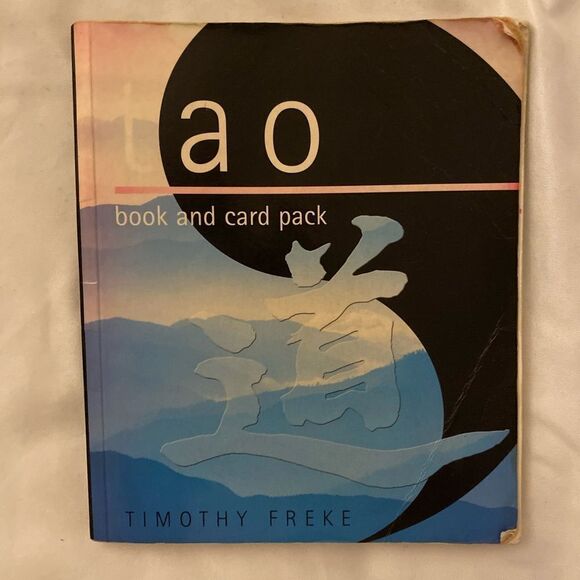 tao
book and card pack
道
TIMOTHY FREKE